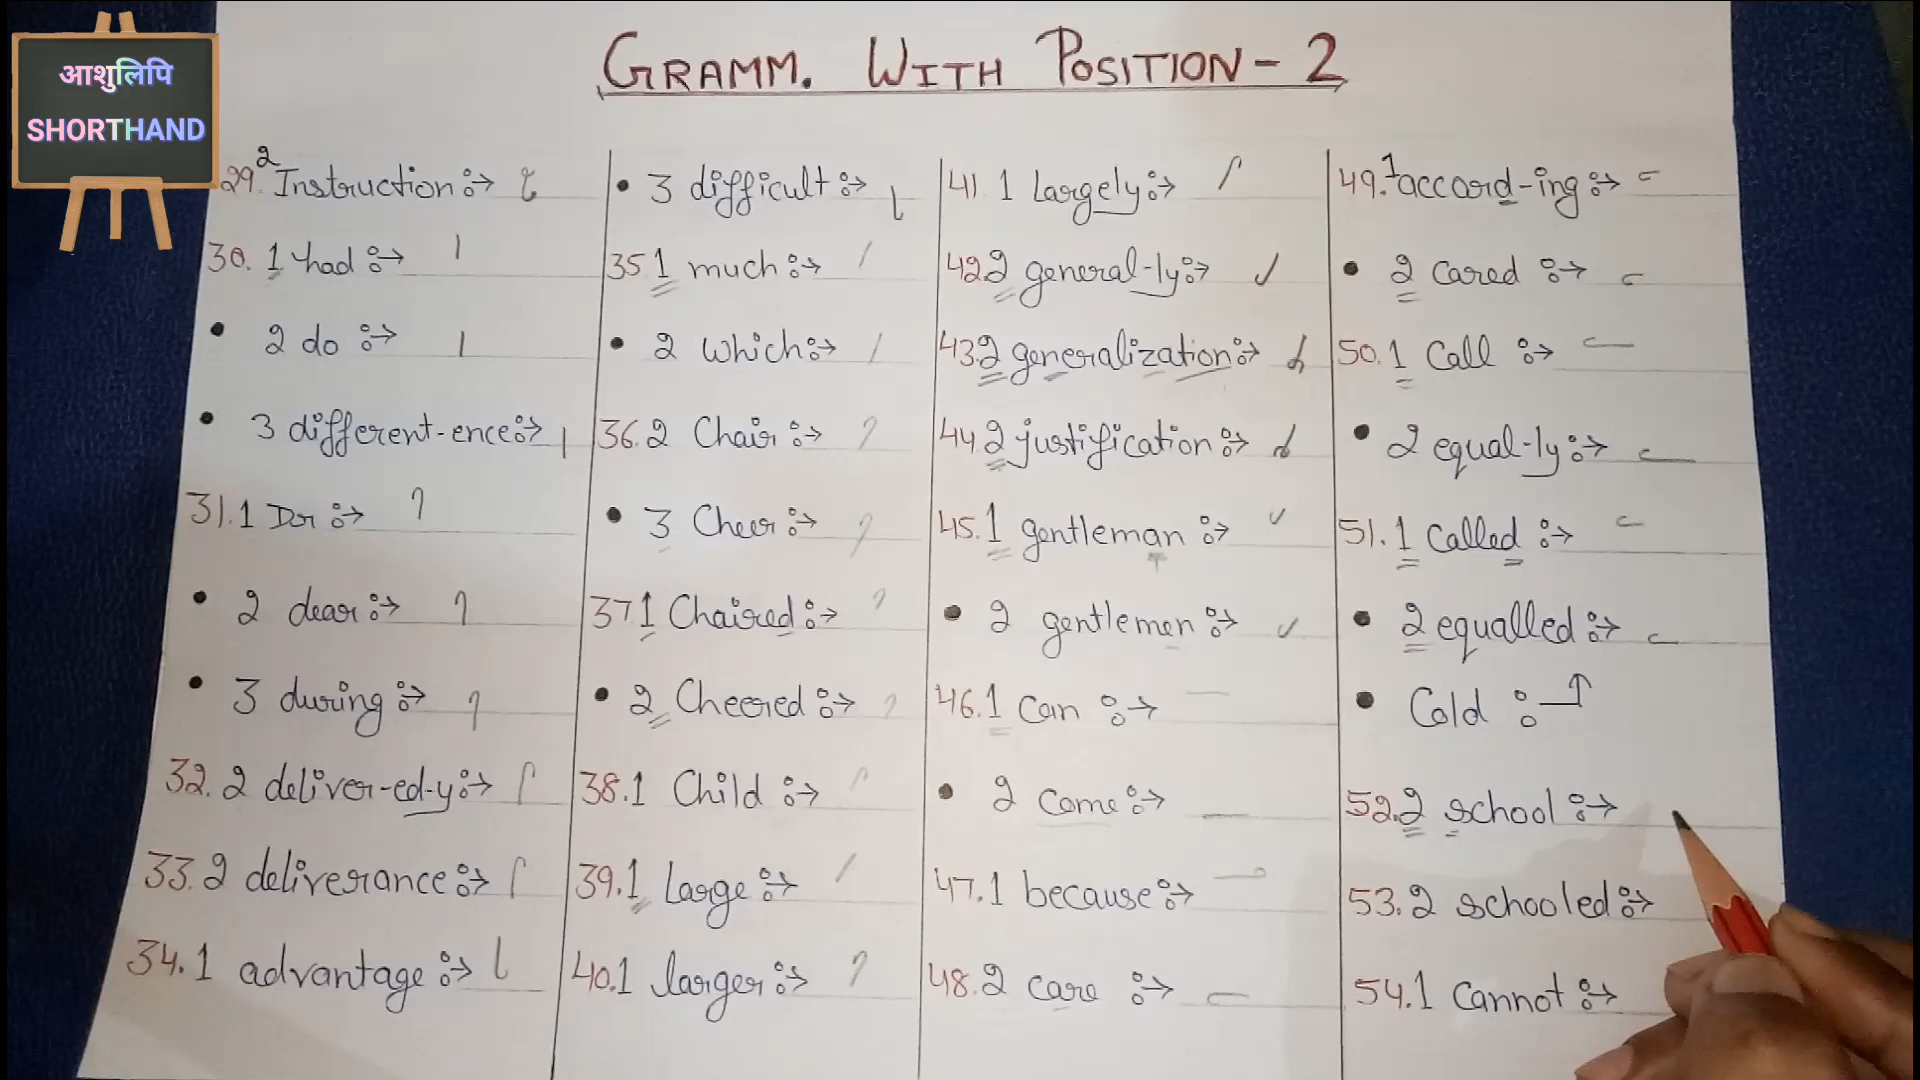 आशुलिपि
SHORTHAND
GRAMM. WITH POSITION - 2
29. 2 Instruction
30. 1 had
• 2 do
• 3 different-ence
31. 1 Dr
• 2 dear
• 3 during
32. 2 deliver-ed-y
33. 2 deliverance
34. 1 advantage
• 3 difficult
35 1 much
• 2 which
36. 2 Chair
• 3 Cheer
37 1 Chaired
• 2 Cheered
38. 1 Child
39. 1 Large
40. 1 larger
41. 1 Largely
42. 2 general-ly
43. 2 generalization
44. 2 justification
45. 1 gentleman
• 2 gentlemen
46. 1 Can
• 2 Come
47. 1 because
48. 2 care
49. 1 accord-ing
• 2 Cared
50. 1 Call
• 2 equal-ly
51. 1 Called
• 2 equalled
• Cold
52. 2 school
53. 2 schooled
54. 1 Cannot